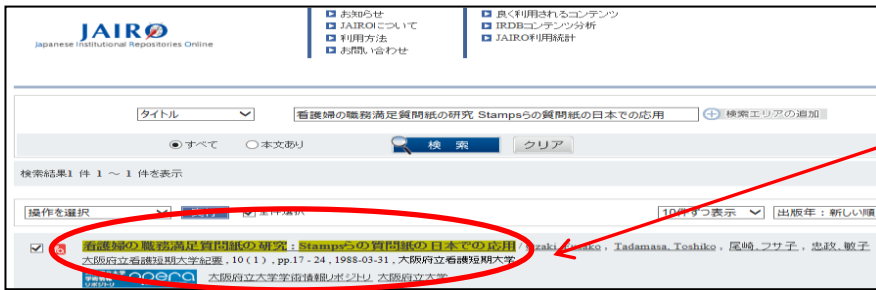 JAIRO
Japanese Institutional Repositories Online
お知らせ
JAIROについて
利用方法
お問い合わせ
良く利用されるコンテンツ
IRDBコンテンツ分析
JAIRO利用統計
タイトル 看護婦の職務満足質問紙の研究 Stampsらの質問紙の日本での応用 検索エリアの追加
すべて 本文あり 検索 クリア
検索結果1 件 1 ~ 1 件を表示
操作を選択 全件選択 10件ずつ表示 出版年:新しい順
看護婦の職務満足質問紙の研究 : Stampsらの質問紙の日本での応用 / Fusako , Tadamasa, Toshiko , 尾崎,フサ子 , 忠政,敏子
大阪府立看護短期大学紀要 , 10(1) , pp.17 - 24 , 1988-03-31 , 大阪府立看護短期大学
OPERA 大阪府立大学学術情報リポジトリ 大阪府立大学